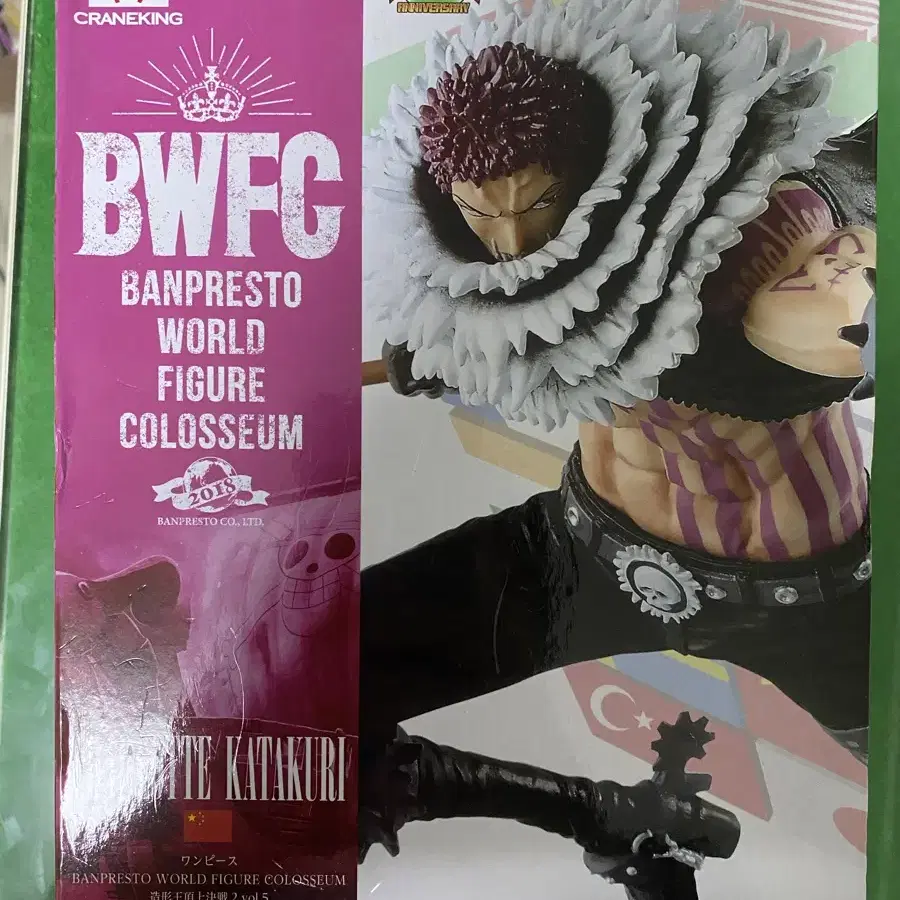 CRANEKING
ANNIVERSARY
BWFC
BANPRESTO
WORLD
FIGURE
COLOSSEUM
2018
BANPRESTO CO., LTD.
KATAKURI
ワンピース
BANPRESTO WORLD FIGURE COLOSSEUM
造形王頂上決戦2 vol.5